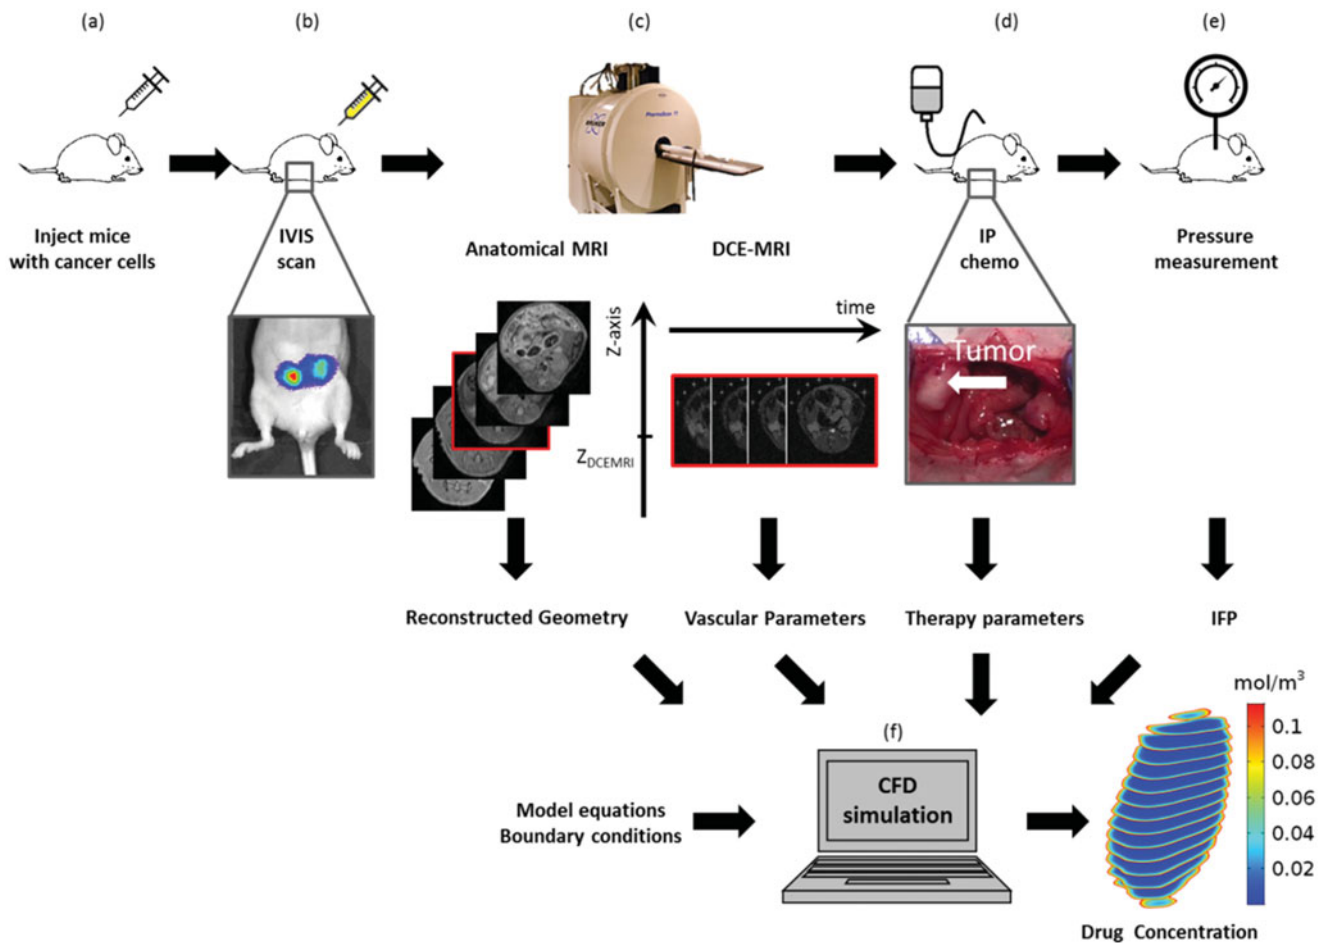 (a)
(b)
(c)
(d)
(e)
Inject mice
with cancer cells
IVIS
scan
Anatomical MRI
DCE-MRI
IP
chemo
Pressure
measurement
Z-axis
time
Z_DCEMRI
Tumor
Reconstructed Geometry
Vascular Parameters
Therapy parameters
IFP
mol/m³
(f)
CFD
simulation
Model equations
Boundary conditions
0.1
0.08
0.06
0.04
0.02
Drug Concentration